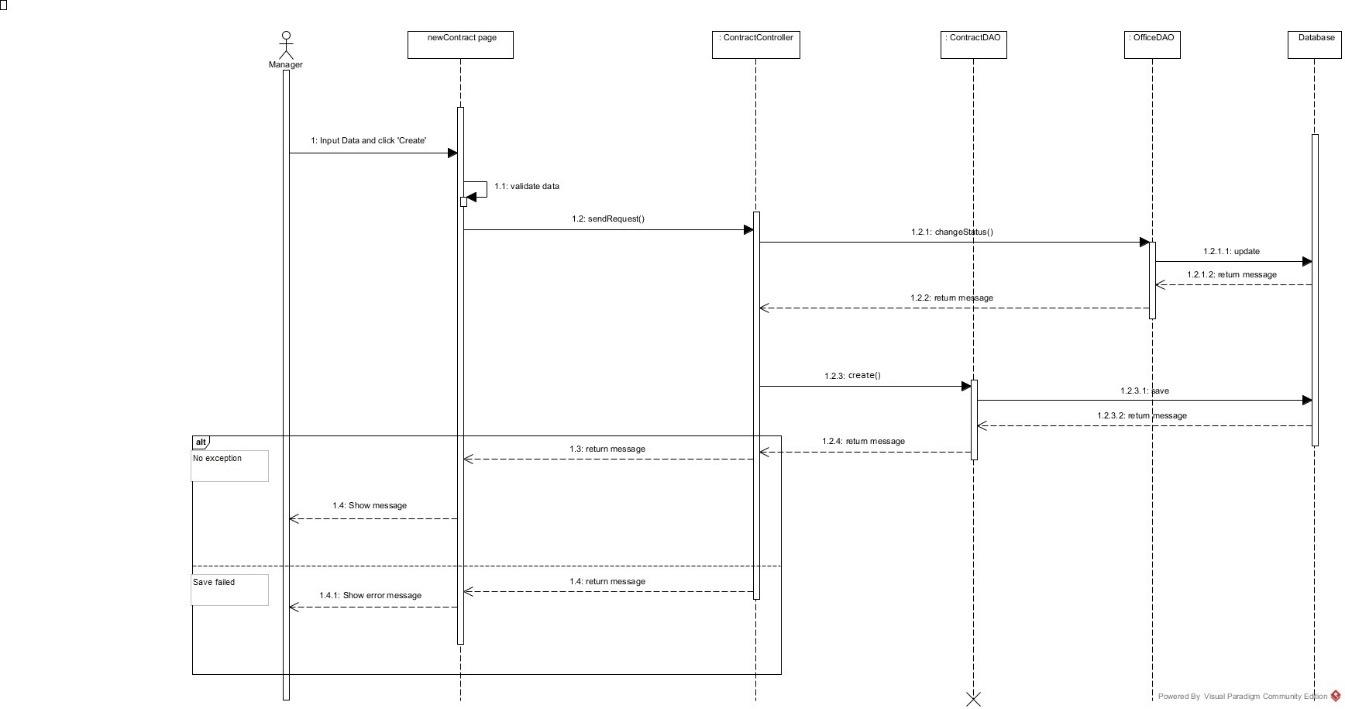 newContract page
: ContractController
: ContractDAO
: OfficeDAO
Database
Manager
1: Input Data and click 'Create'
1.1: validate data
1.2: sendRequest()
1.2.1: changeStatus()
1.2.1.1: update
1.2.1.2: return message
1.2.2: return message
1.2.3: create()
1.2.3.1: save
1.2.3.2: return message
alt
1.2.4: return message
1.3: return message
No exception
1.4: Show message
Save failed
1.4: return message
1.4.1: Show error message
Powered By Visual Paradigm Community Edition